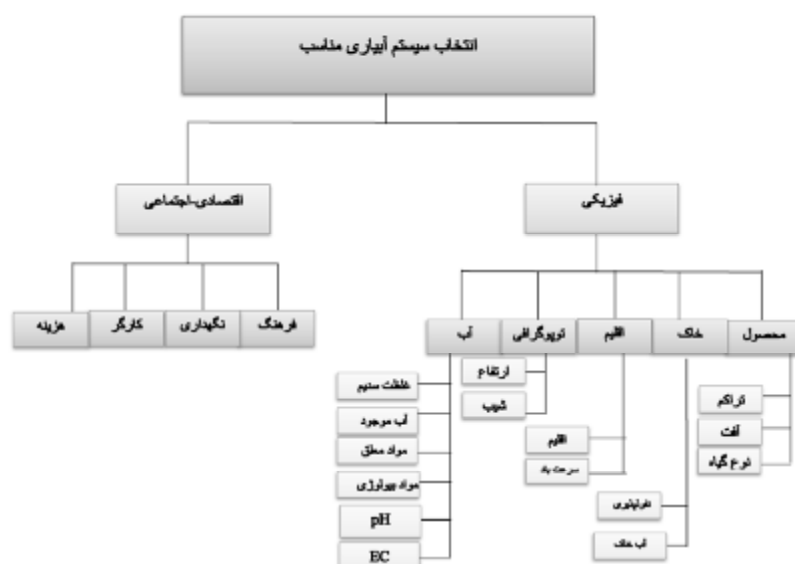 انتخاب سیستم آبیاری مناسب
فیزیکی
اقتصادی-اجتماعی
محصول
خاک
اقلیم
توپوگرافی
آب
فرهنگ
نگهداری
کارگر
هزینه
تراکم
آفت
نوع گیاه
نفوذپذیری
آب خاک
اقلیم
سرعت باد
ارتفاع
شیب
غلظت سدیم
آب موجود
مواد معلق
مواد بیولوژی
pH
EC